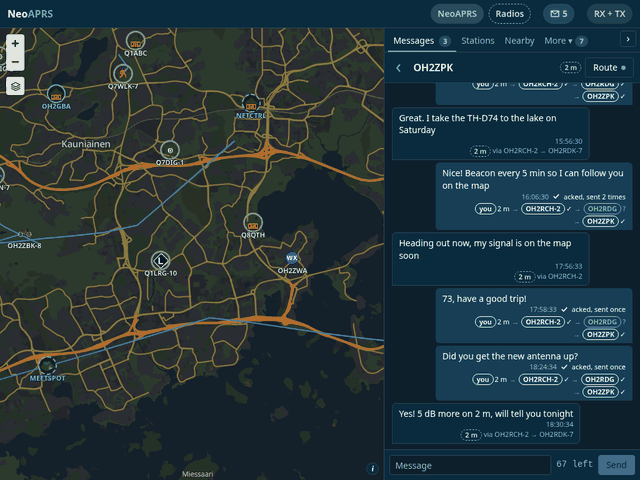 NeoAPRS
NeoAPRS
Radios
5
RX + TX
+
−
Q1ABC
Q7WLK-7
OH2GBA
NETCTRL
Kauniainen
Q7DIG-1
N-7
OH2ZBK-8
Q8QTH
L
Q1LRG-10
WX
OH2ZWA
MEETSPOT
Miessaari
i
Messages 3
Stations
Nearby
More ▾ 7
›
‹
OH2ZPK
2 m
Route
you 2 m → OH2RCH-2 ✓ → OH2RDG ✓
→ OH2ZPK ✓
Great. I take the TH-D74 to the lake on
Saturday
15:56:30
2 m via OH2RCH-2 → OH2RDK-7
Nice! Beacon every 5 min so I can follow you
on the map
16:06:30 ✓ acked, sent 2 times
you 2 m → OH2RCH-2 ✓ → OH2RDG ?
→ OH2ZPK ✓
Heading out now, my signal is on the map
soon
17:56:33
2 m via OH2RCH-2
73, have a good trip!
17:58:33 ✓ acked, sent once
you 2 m → OH2RCH-2 ✓ → OH2RDG ?
→ OH2ZPK ✓
Did you get the new antenna up?
18:24:34 ✓ acked, sent once
you 2 m → OH2RCH-2 ✓ → OH2RDG ✓
→ OH2ZPK ✓
Yes! 5 dB more on 2 m, will tell you tonight
18:30:34
2 m via OH2RCH-2 → OH2RDK-7
Message
67 left
Send